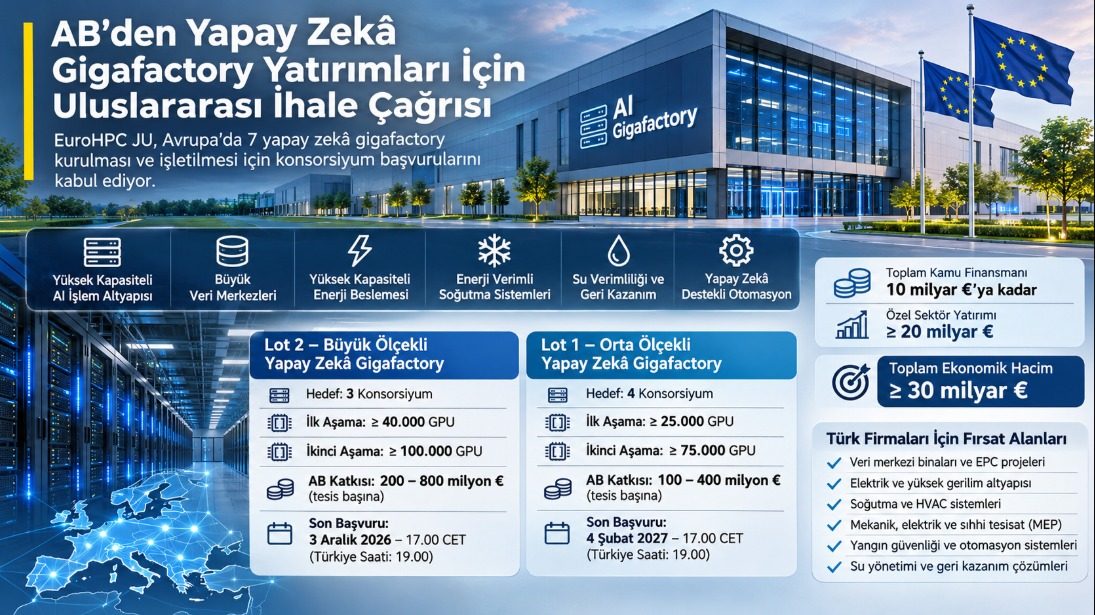 AB'den Yapay Zekâ
Gigafactory Yatırımları İçin
Uluslararası İhale Çağrısı
EuroHPC JU, Avrupa'da 7 yapay zekâ gigafactory
kurulması ve işletilmesi için konsorsiyum başvurularını
kabul ediyor.
AI
Gigafactory
Yüksek Kapasiteli
AI İşlem Altyapısı
Büyük
Veri Merkezleri
Yüksek Kapasiteli
Enerji Beslemesi
Enerji Verimli
Soğutma Sistemleri
Su Verimliliği ve
Geri Kazanım
Yapay Zekâ
Destekli Otomasyon
Toplam Kamu Finansmanı
10 milyar €'ya kadar
Özel Sektör Yatırımı
≥ 20 milyar €
Toplam Ekonomik Hacim
≥ 30 milyar €
Lot 2 – Büyük Ölçekli
Yapay Zekâ Gigafactory
Hedef: 3 Konsorsiyum
İlk Aşama: ≥ 40.000 GPU
İkinci Aşama: ≥ 100.000 GPU
AB Katkısı: 200 – 800 milyon €
(tesis başına)
Son Başvuru:
3 Aralık 2026 – 17.00 CET
(Türkiye Saati: 19.00)
Lot 1 – Orta Ölçekli
Yapay Zekâ Gigafactory
Hedef: 4 Konsorsiyum
İlk Aşama: ≥ 25.000 GPU
İkinci Aşama: ≥ 75.000 GPU
AB Katkısı: 100 – 400 milyon €
(tesis başına)
Son Başvuru:
4 Şubat 2027 – 17.00 CET
(Türkiye Saati: 19.00)
Türk Firmaları İçin Fırsat Alanları
Veri merkezi binaları ve EPC projeleri
Elektrik ve yüksek gerilim altyapısı
Soğutma ve HVAC sistemleri
Mekanik, elektrik ve sıhhi tesisat (MEP)
Yangın güvenliği ve otomasyon sistemleri
Su yönetimi ve geri kazanım çözümleri